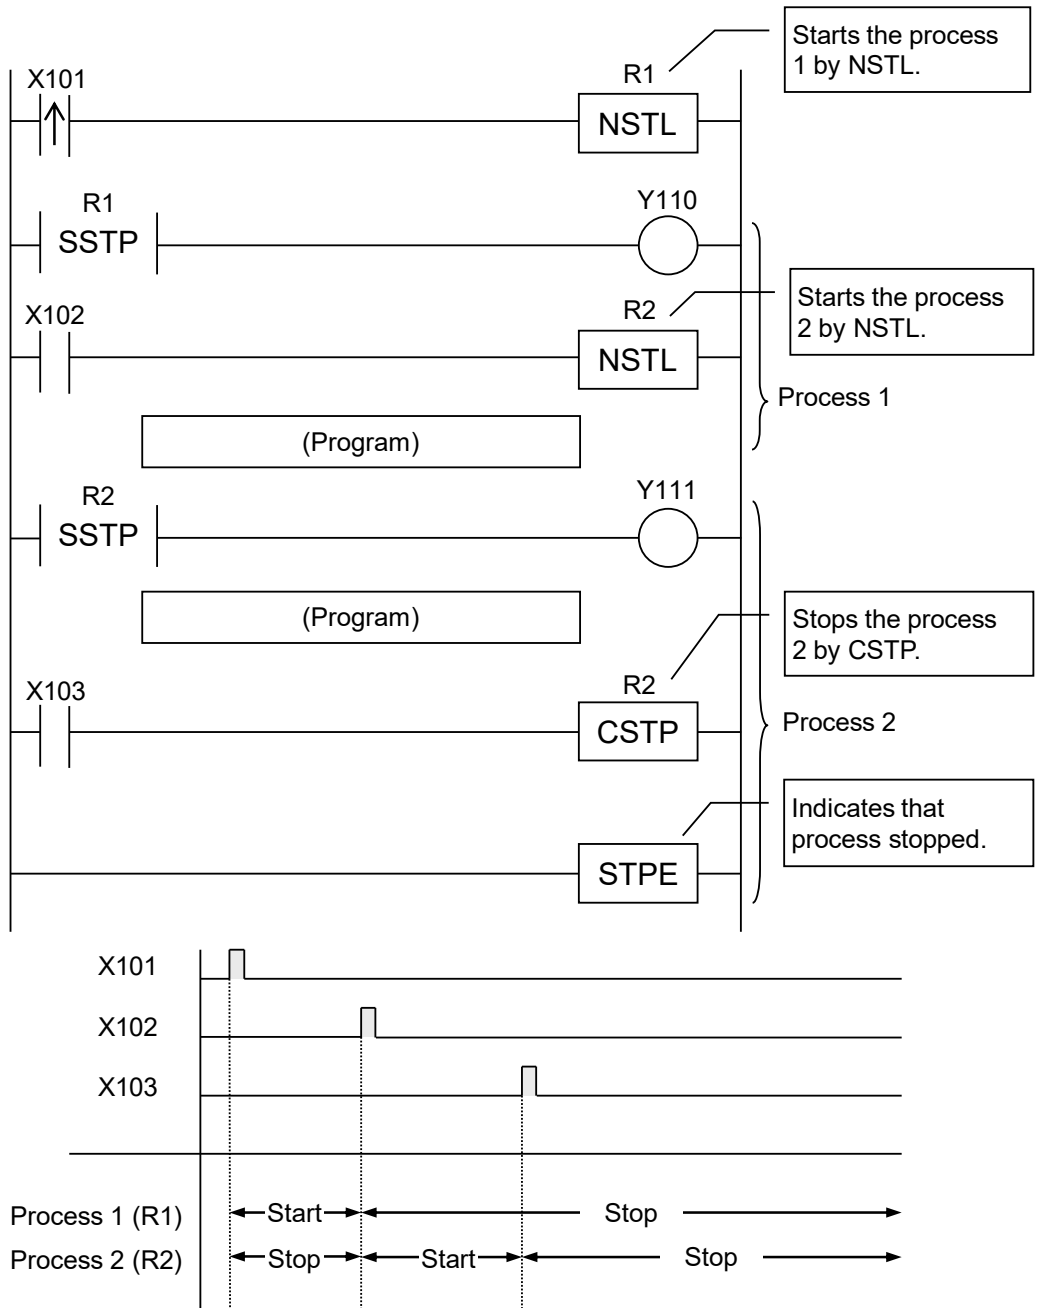 Starts the process
1 by NSTL.
X101
R1
NSTL
R1
SSTP
Y110
Starts the process
2 by NSTL.
X102
R2
NSTL
Process 1
(Program)
R2
SSTP
Y111
(Program)
Stops the process
2 by CSTP.
X103
R2
CSTP
Process 2
Indicates that
process stopped.
STPE
X101
X102
X103
Process 1 (R1) Start Stop
Process 2 (R2) Stop Start Stop